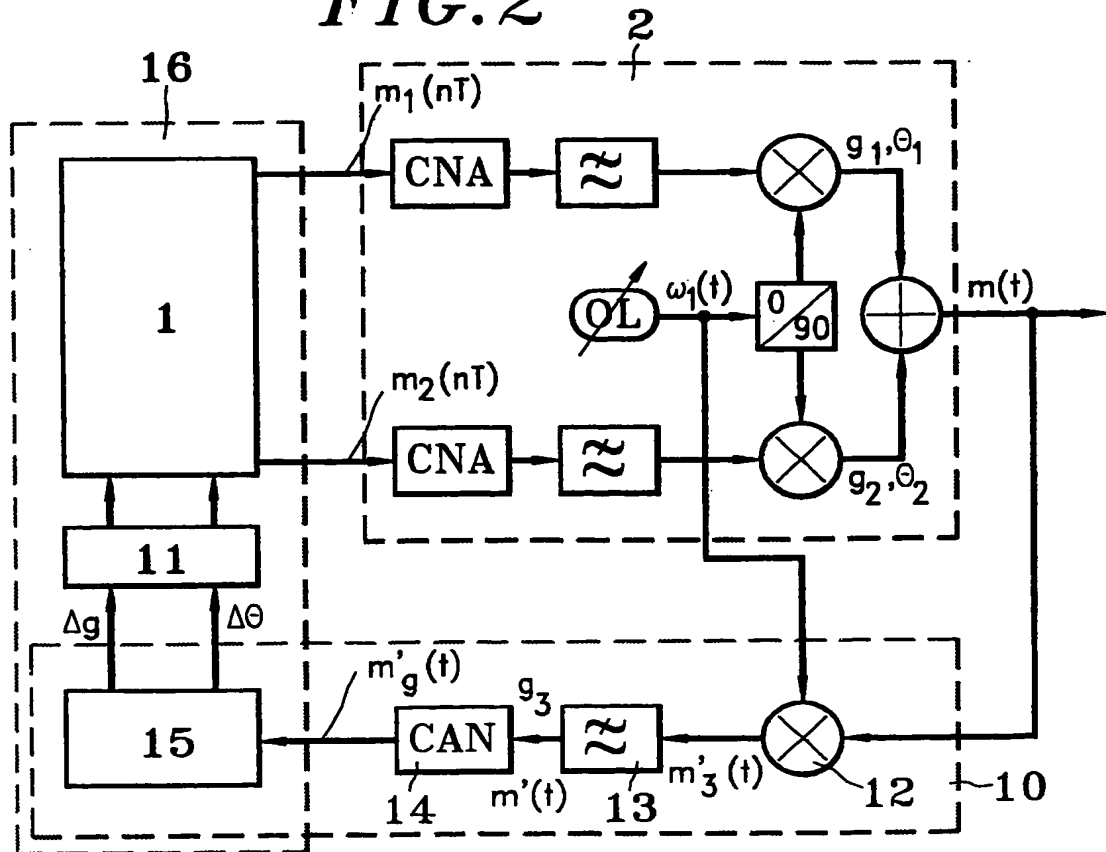 FIG. 2
2
16
m₁(nT)
CNA
g₁,Θ₁
1
OL
ω₁(t)
0
90
m(t)
m₂(nT)
CNA
g₂,Θ₂
11
Δg
ΔΘ
m'g(t)
g₃
15
CAN
m'₃(t)
12
10
14
m'(t)
13